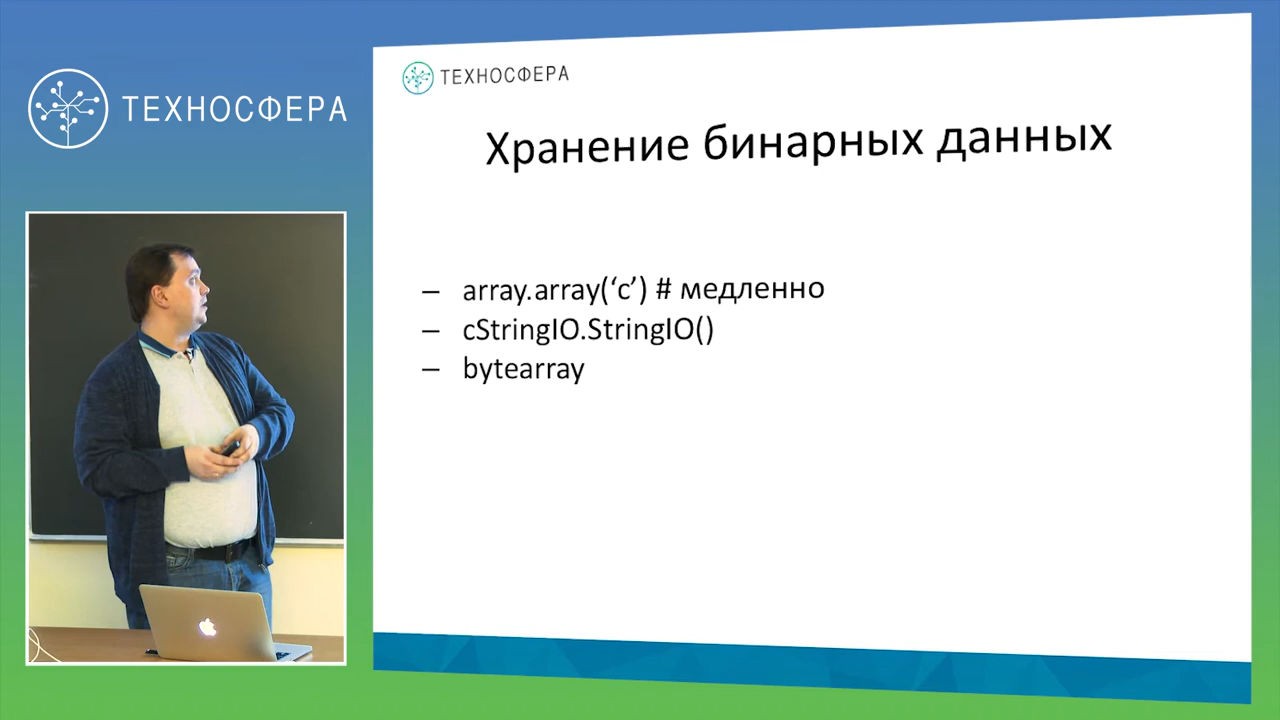 ТЕХНОСФЕРА
ТЕХНОСФЕРА
Хранение бинарных данных
– array.array(‘c’) # медленно
– cStringIO.StringIO()
– bytearray